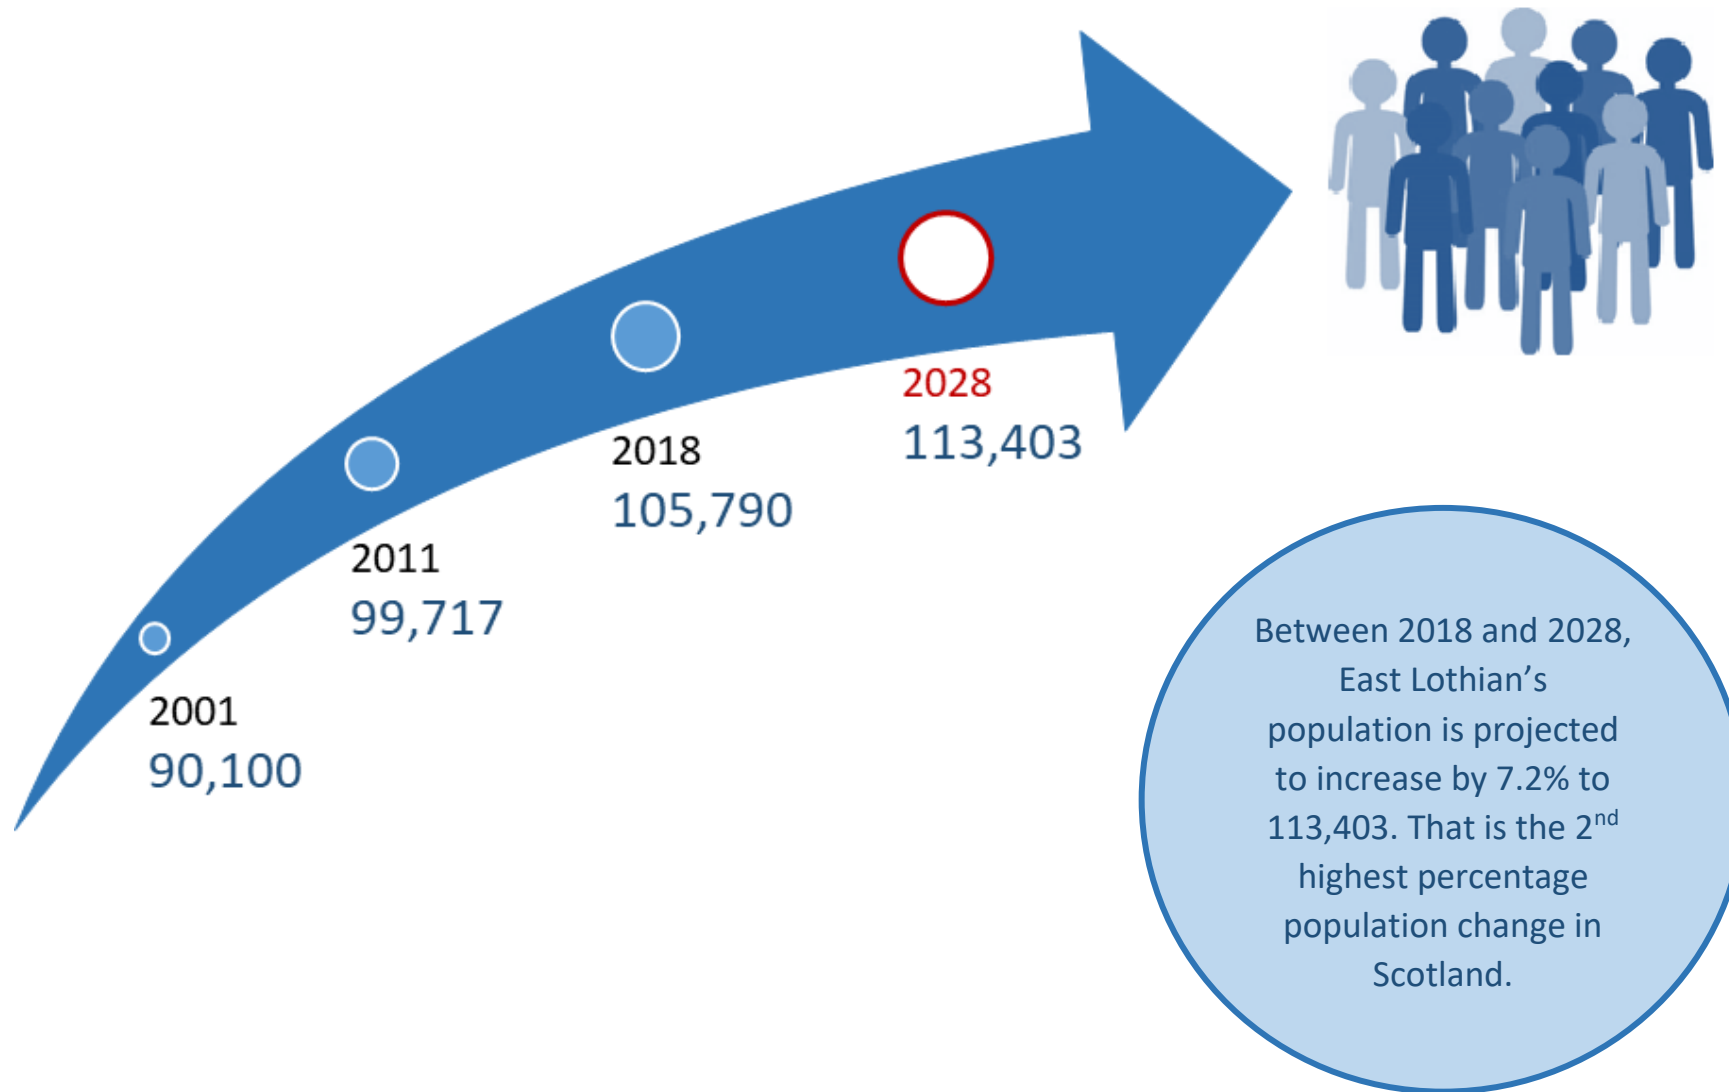 2001
90,100
2011
99,717
2018
105,790
2028
113,403
Between 2018 and 2028,
East Lothian’s
population is projected
to increase by 7.2% to
113,403. That is the 2nd
highest percentage
population change in
Scotland.